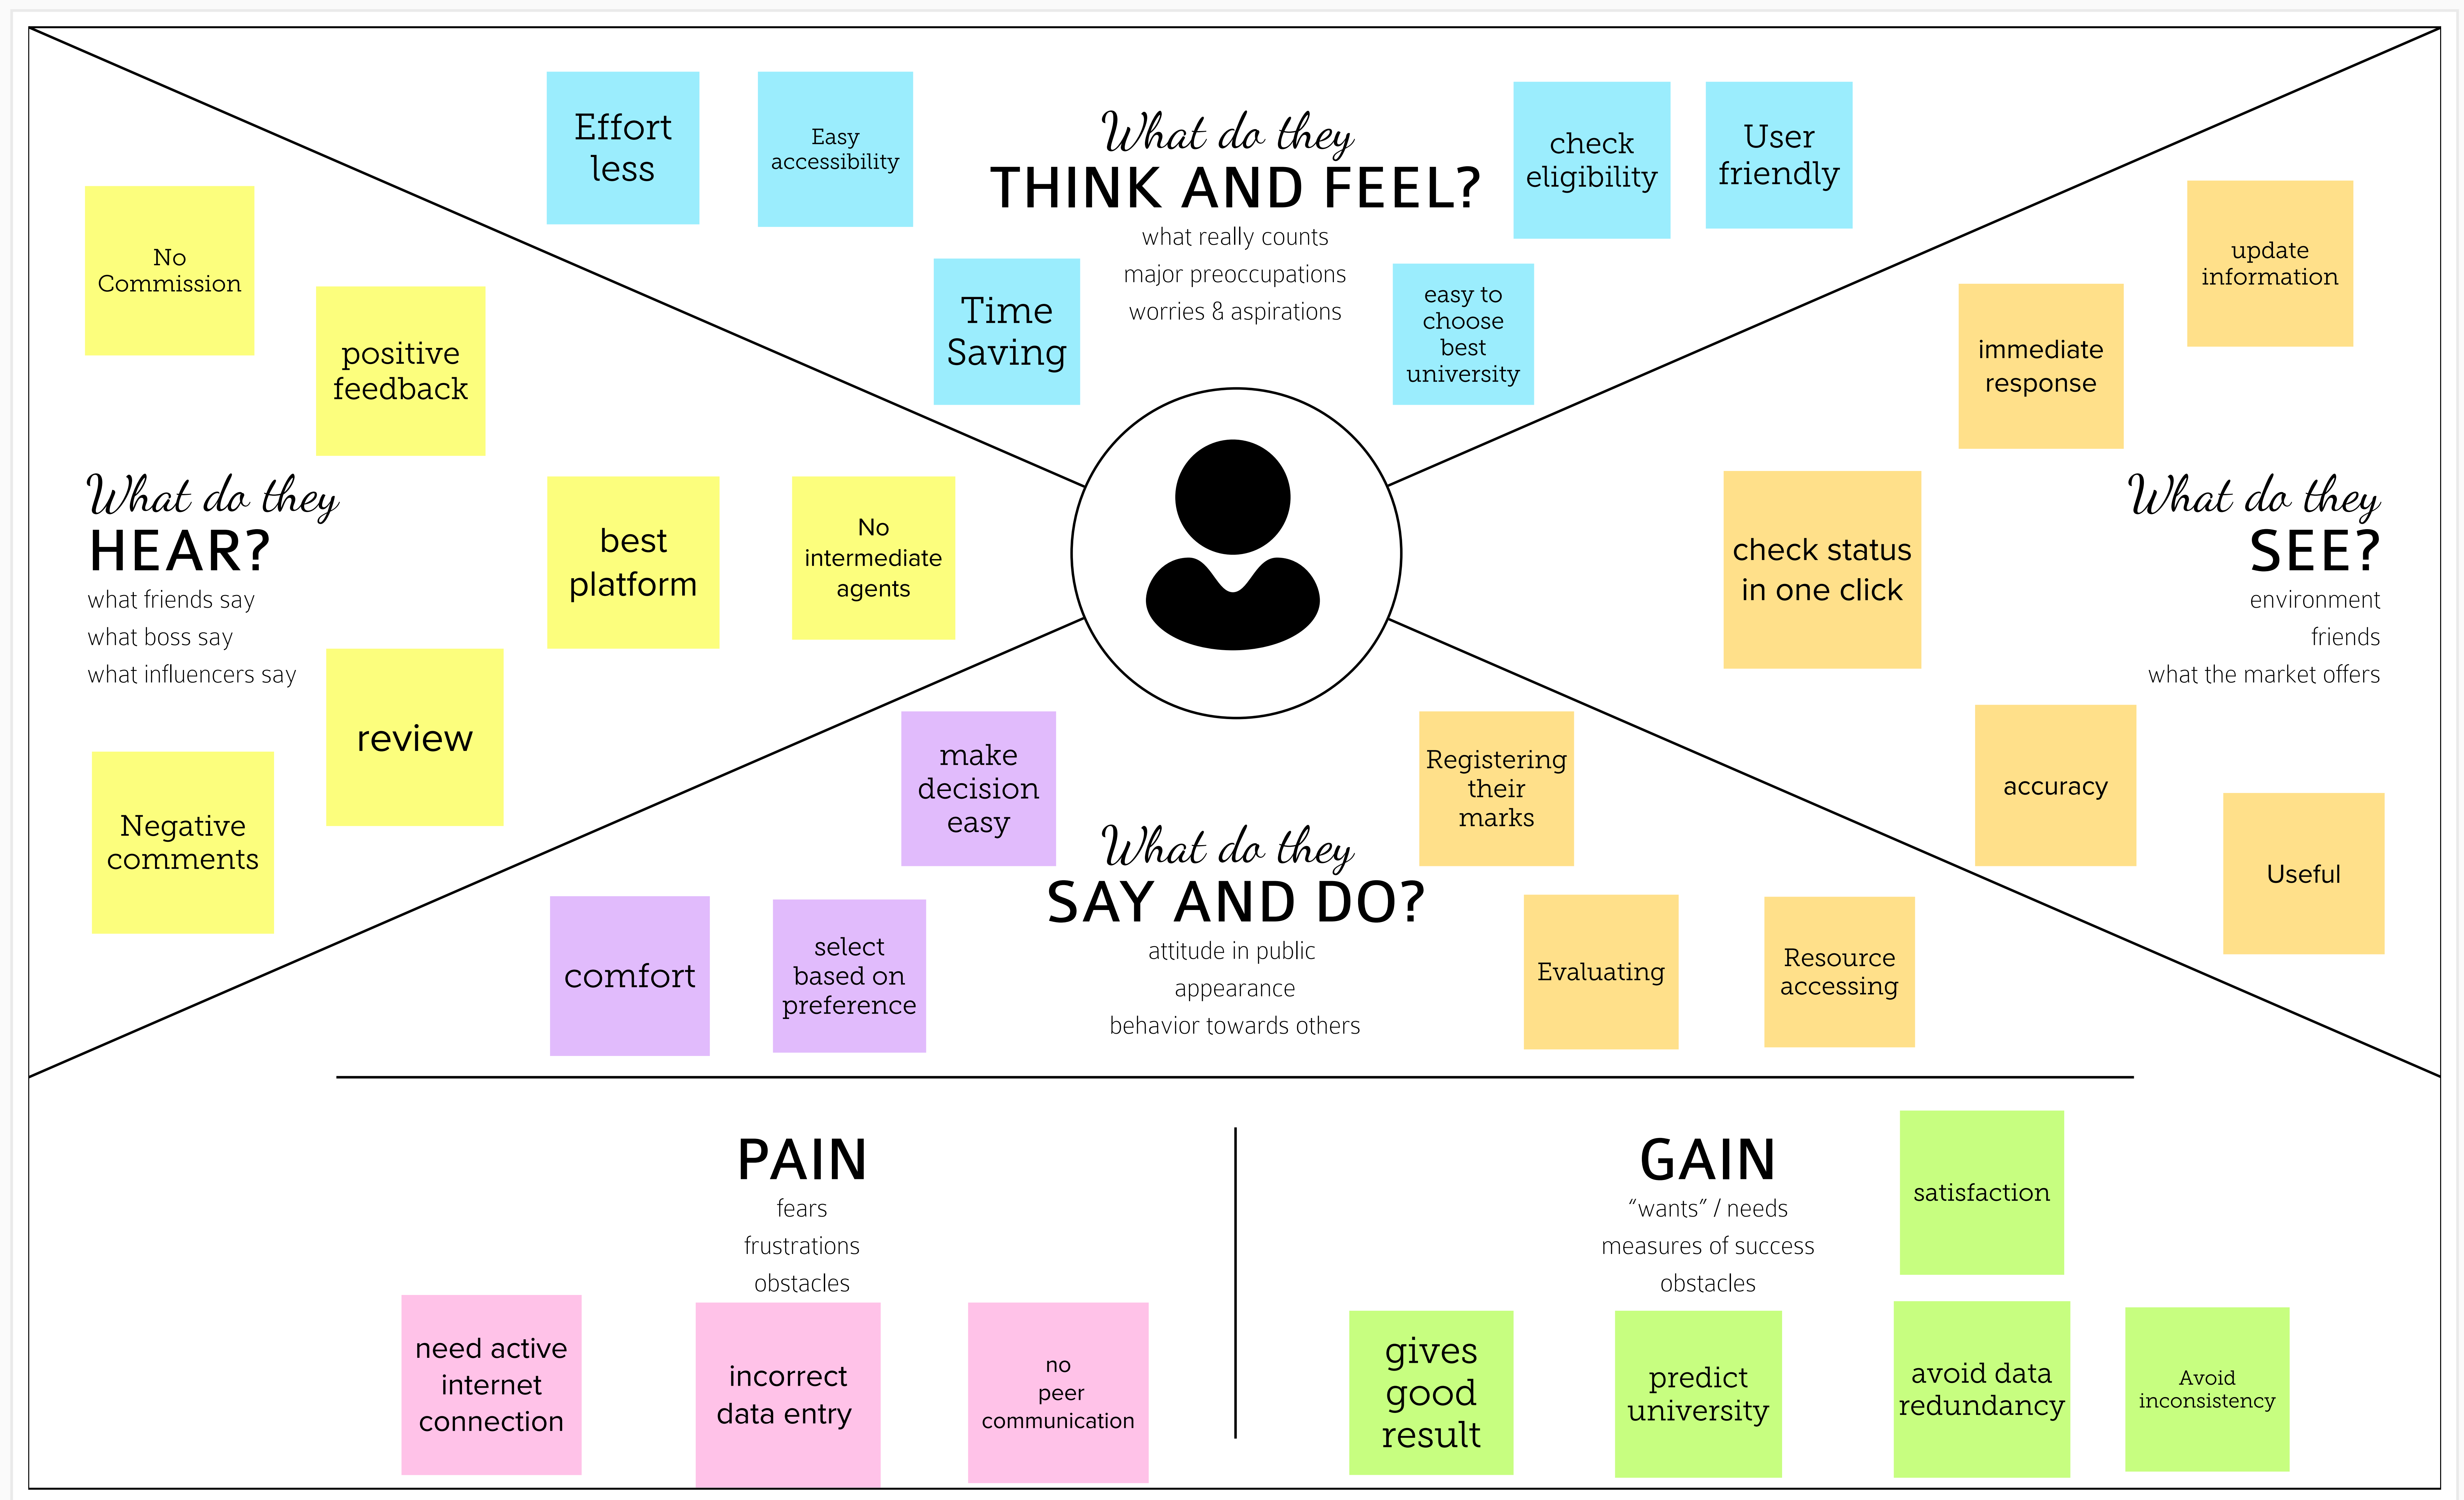 What do they
THINK AND FEEL?
what really counts
major preoccupations
worries & aspirations
Effort
less
Easy
accessibility
Time
Saving
check
eligibility
User
friendly
easy to
choose
best
university
What do they
HEAR?
what friends say
what boss say
what influencers say
No
Commission
positive
feedback
best
platform
No
intermediate
agents
review
Negative
comments
What do they
SEE?
environment
friends
what the market offers
update
information
immediate
response
check status
in one click
accuracy
Useful
What do they
SAY AND DO?
attitude in public
appearance
behavior towards others
make
decision
easy
comfort
select
based on
preference
Registering
their
marks
Evaluating
Resource
accessing
PAIN
fears
frustrations
obstacles
need active
internet
connection
incorrect
data entry
no
peer
communication
GAIN
“wants” / needs
measures of success
obstacles
satisfaction
gives
good
result
predict
university
avoid data
redundancy
Avoid
inconsistency